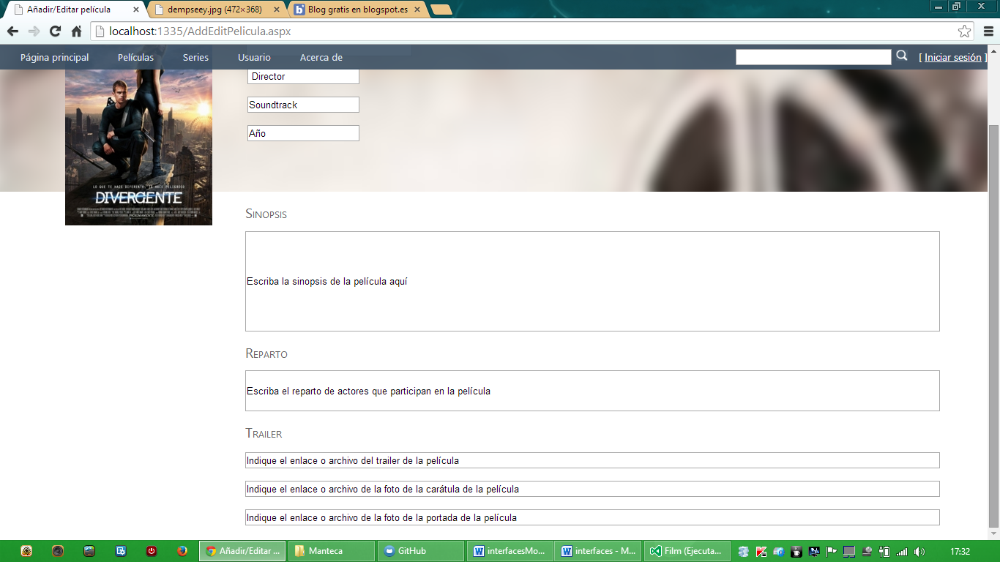 Añadir/Editar película
dempseey.jpg (472×368)
Blog gratis en blogspot.es
localhost:1335/AddEditPelicula.aspx
Página principal
Películas
Series
Usuario
Acerca de
[ Iniciar sesión ]
Director
Soundtrack
Año
LO QUE TE HACE DIFERENTE, TE HACE PELIGROSO
DIVERGENTE
PRÓXIMAMENTE
Sinopsis
Escriba la sinopsis de la película aquí
Reparto
Escriba el reparto de actores que participan en la película
Trailer
Indique el enlace o archivo del trailer de la película
Indique el enlace o archivo de la foto de la carátula de la película
Indique el enlace o archivo de la foto de la portada de la película
Añadir/Editar ...
Manteca
GitHub
interfacesMo...
interfaces - M...
Film (Ejecuta...
17:32